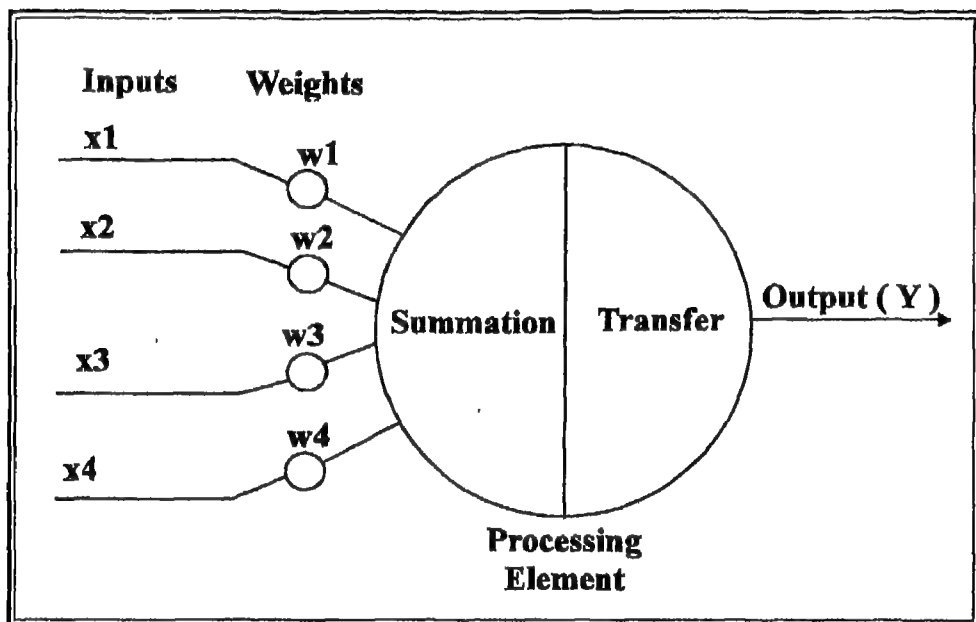 Inputs Weights
x1
w1
x2
w2
Output ( Y )
Summation Transfer
w3
x3
w4
x4
Processing
Element